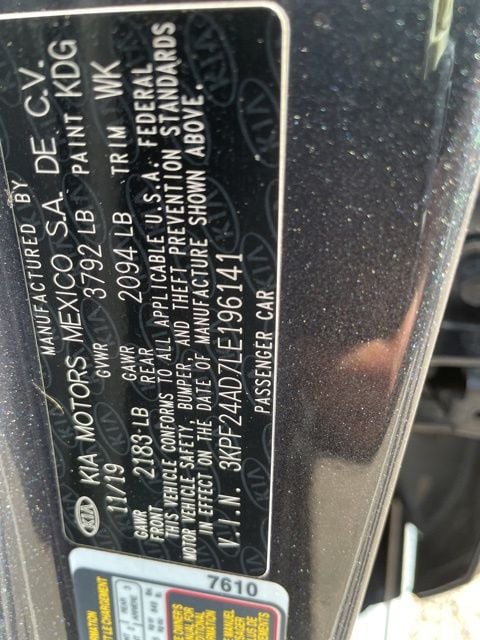 MANUFACTURED BY
KIA KIA MOTORS MEXICO S.A. DE C.V.
11/19 GVWR 3792 LB PAINT KDG
GAWR FRONT 2183 LB GAWR REAR 2094 LB TRIM WK
THIS VEHICLE CONFORMS TO ALL APPLICABLE U.S.A. FEDERAL
MOTOR VEHICLE SAFETY, BUMPER, AND THEFT PREVENTION STANDARDS
IN EFFECT ON THE DATE OF MANUFACTURE SHOWN ABOVE.
V.I.N. 3KPF24AD7LE196141
PASSENGER CAR
7610